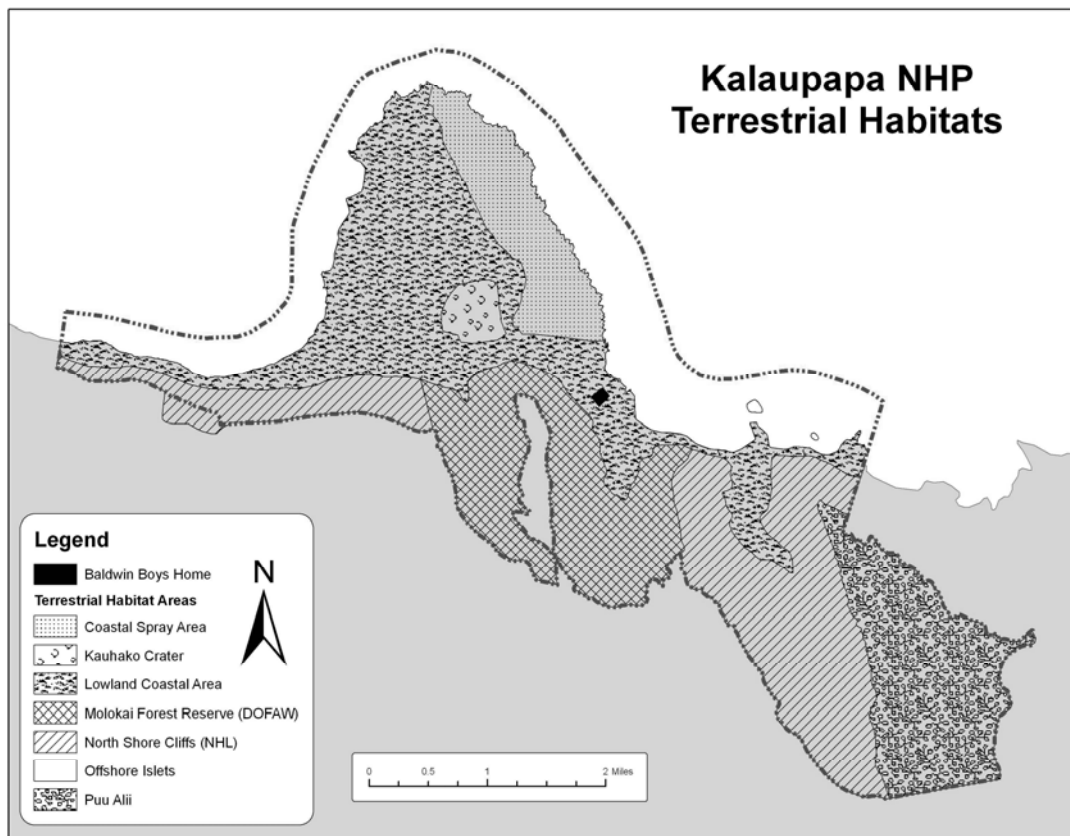 Kalaupapa NHP
Terrestrial Habitats
Legend
Baldwin Boys Home
Terrestrial Habitat Areas
Coastal Spray Area
Kauhako Crater
Lowland Coastal Area
Molokai Forest Reserve (DOFAW)
North Shore Cliffs (NHL)
Offshore Islets
Puu Alii
N
0 0.5 1 2 Miles